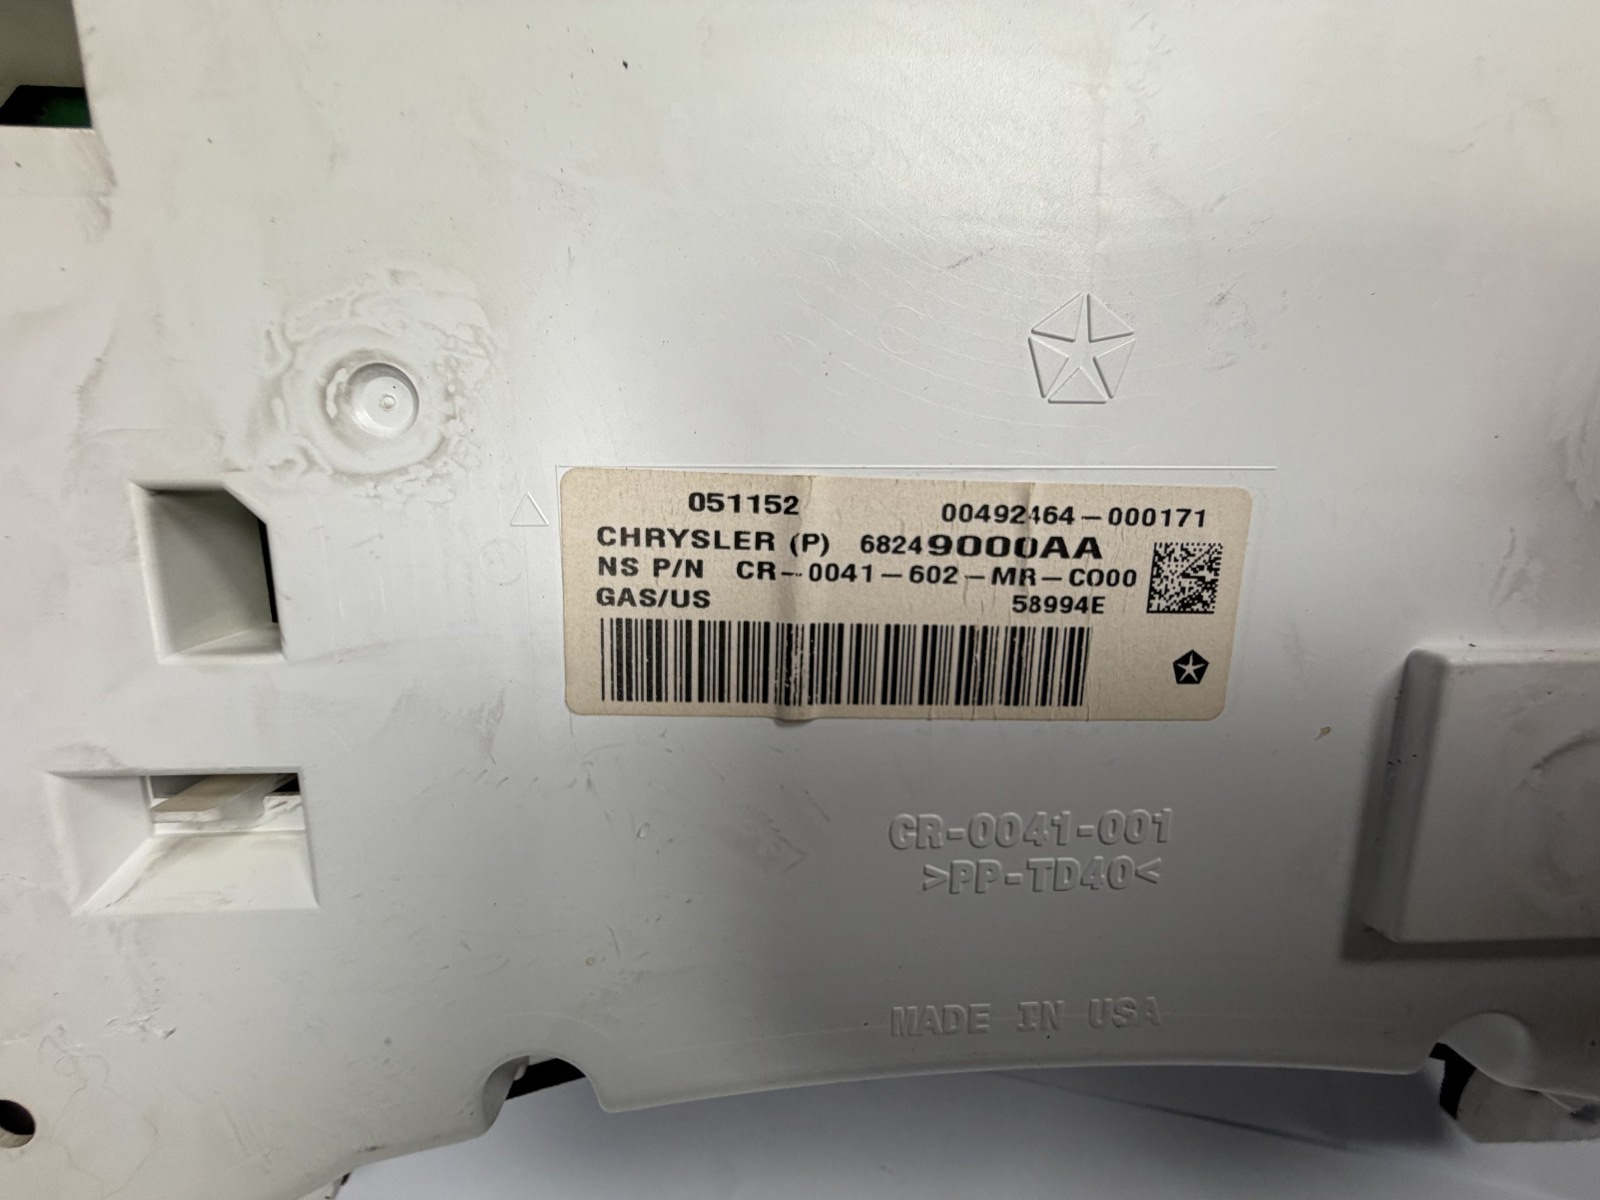 051152 00492464-000171
CHRYSLER (P) 68249000AA
NS P/N CR-0041-602-MR-CO00
GAS/US 58994E
CR-0041-001
>PP-TD40<
MADE IN USA